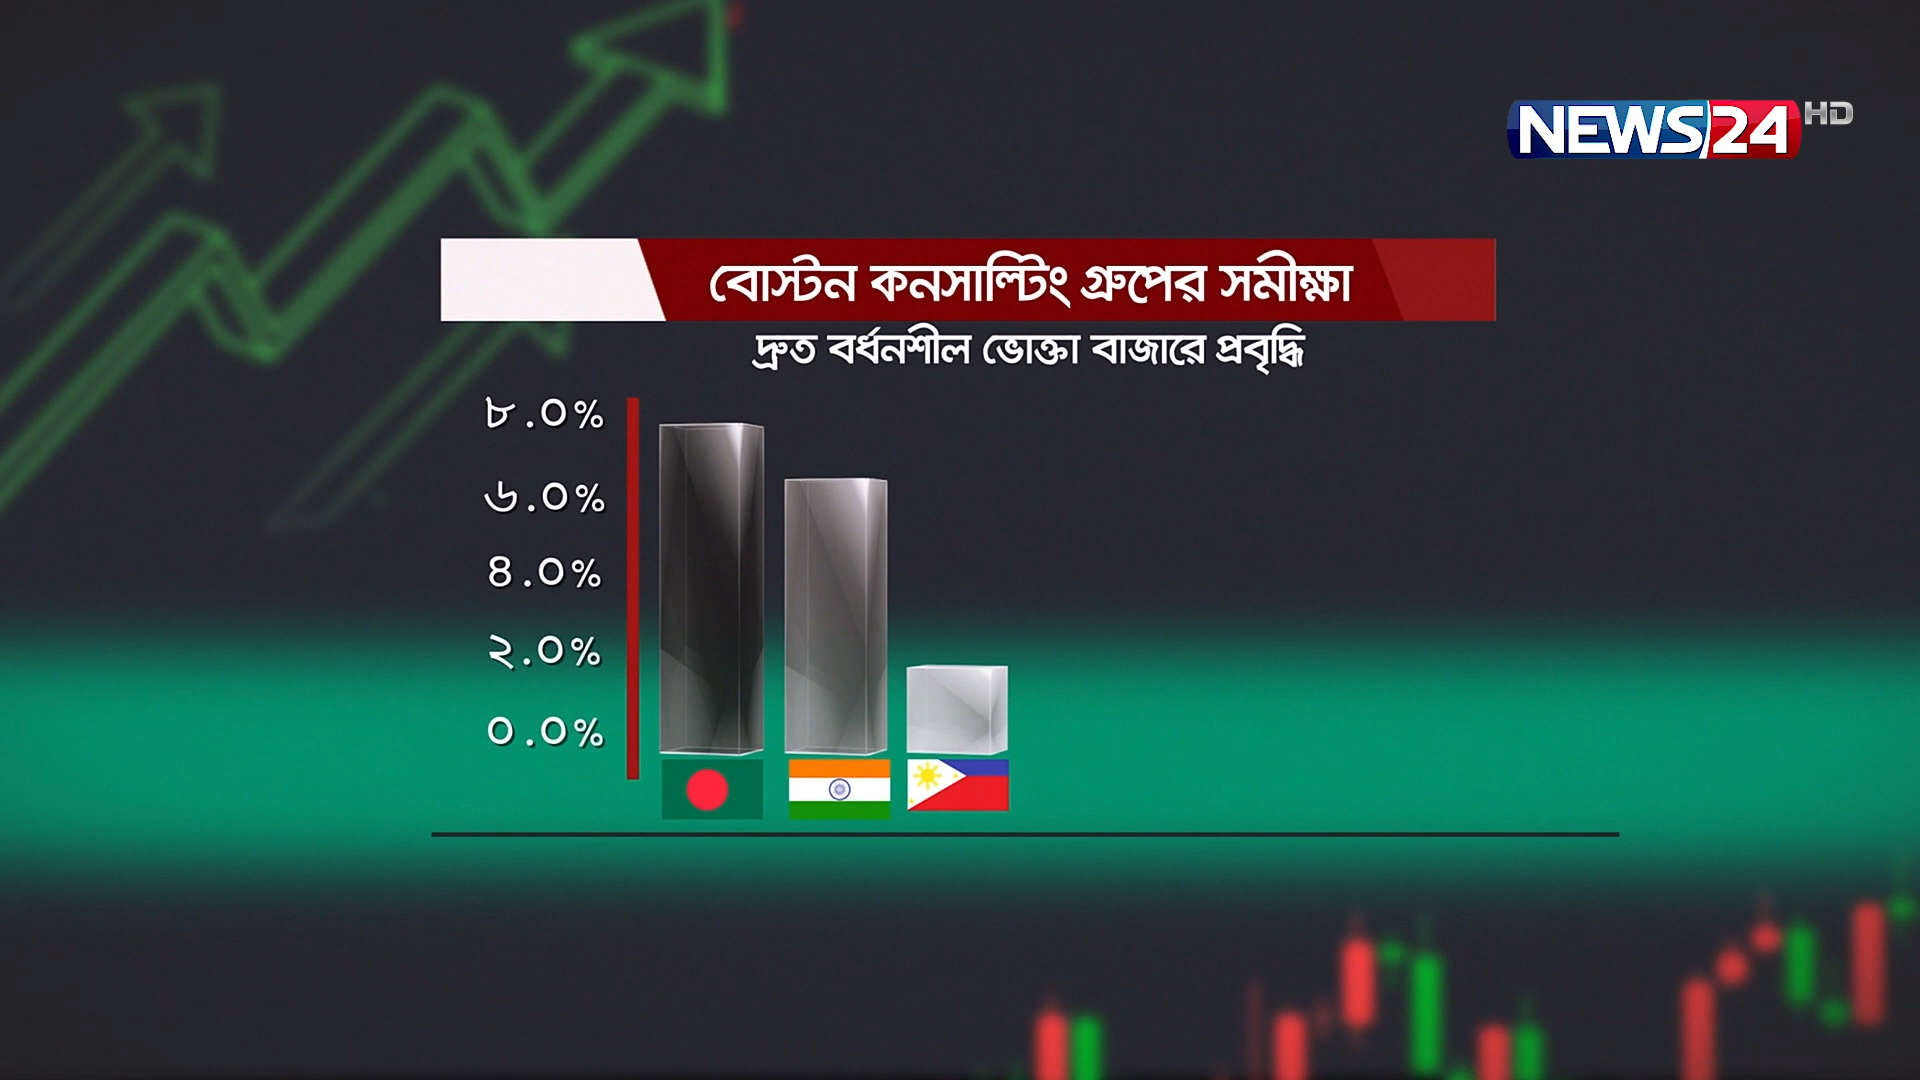 NEWS24 HD
বোস্টন কনসাল্টিং গ্রুপের সমীক্ষা
দ্রুত বর্ধনশীল ভোক্তা বাজারে প্রবৃদ্ধি
৮.০%
৬.০%
৪.০%
২.০%
০.০%